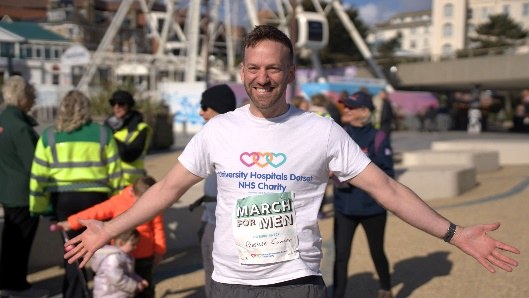 University Hospitals Dorset
NHS Charity
MARCH
FOR MEN